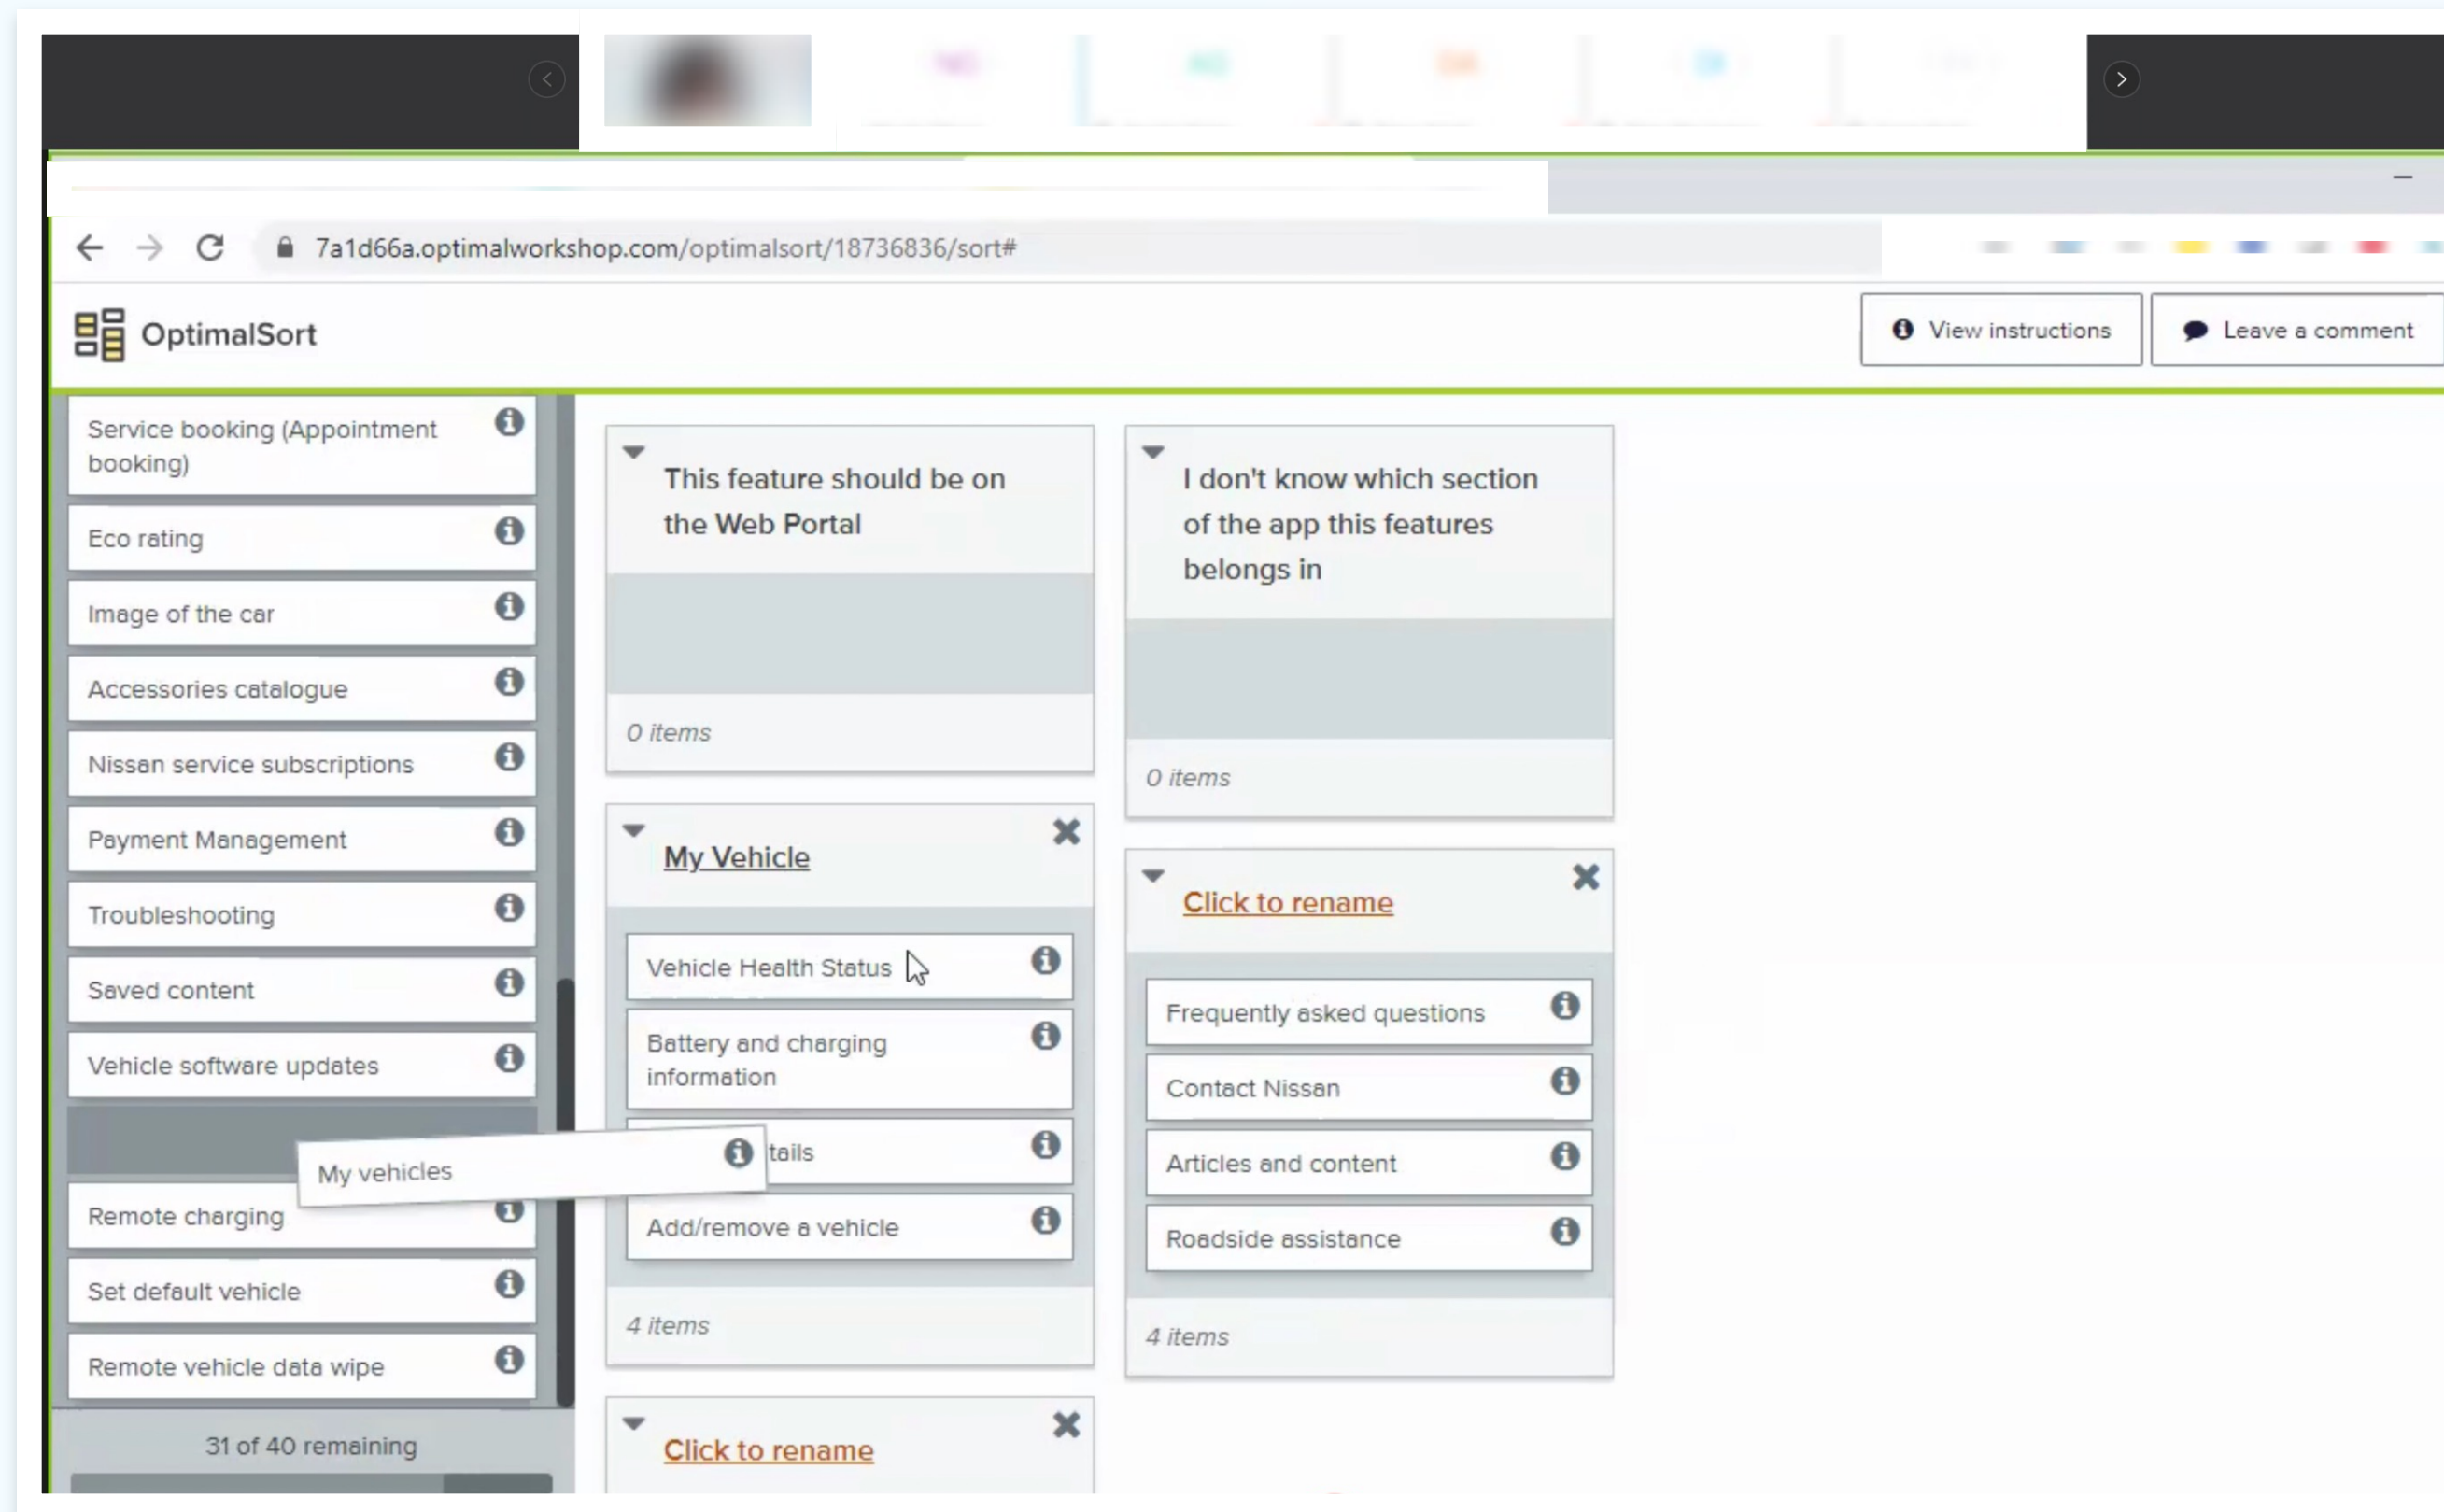 7a1d66a.optimalworkshop.com/optimalsort/18736836/sort#
OptimalSort
View instructions
Leave a comment
Service booking (Appointment
booking)
Eco rating
Image of the car
Accessories catalogue
Nissan service subscriptions
Payment Management
Troubleshooting
Saved content
Vehicle software updates
My vehicles
Remote charging
Set default vehicle
Remote vehicle data wipe
31 of 40 remaining
This feature should be on
the Web Portal
0 items
My Vehicle
Vehicle Health Status
Battery and charging
information
tails
Add/remove a vehicle
4 items
Click to rename
I don't know which section
of the app this features
belongs in
0 items
Click to rename
Frequently asked questions
Contact Nissan
Articles and content
Roadside assistance
4 items